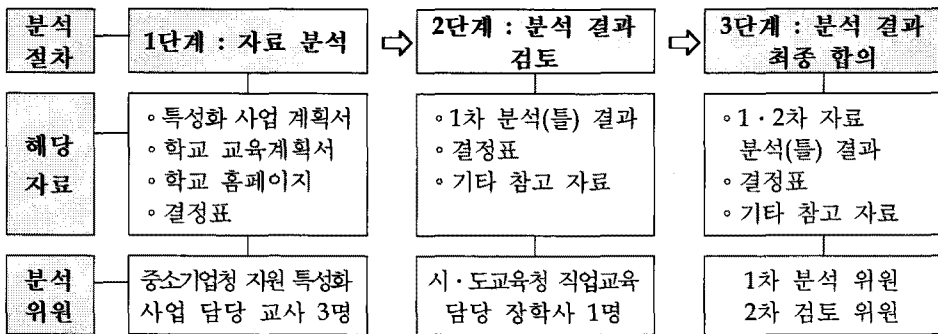 분석
절차
1단계 : 자료 분석
⇨
2단계 : 분석 결과
검토
⇨
3단계 : 분석 결과
최종 합의
해당
자료
∘특성화 사업 계획서
∘학교 교육계획서
∘학교 홈페이지
∘결정표
∘1차 분석(틀) 결과
∘결정표
∘기타 참고 자료
∘1·2차 자료
분석(틀) 결과
∘결정표
∘기타 참고 자료
분석
위원
중소기업청 지원 특성화
사업 담당 교사 3명
시·도교육청 직업교육
담당 장학사 1명
1차 분석 위원
2차 검토 위원